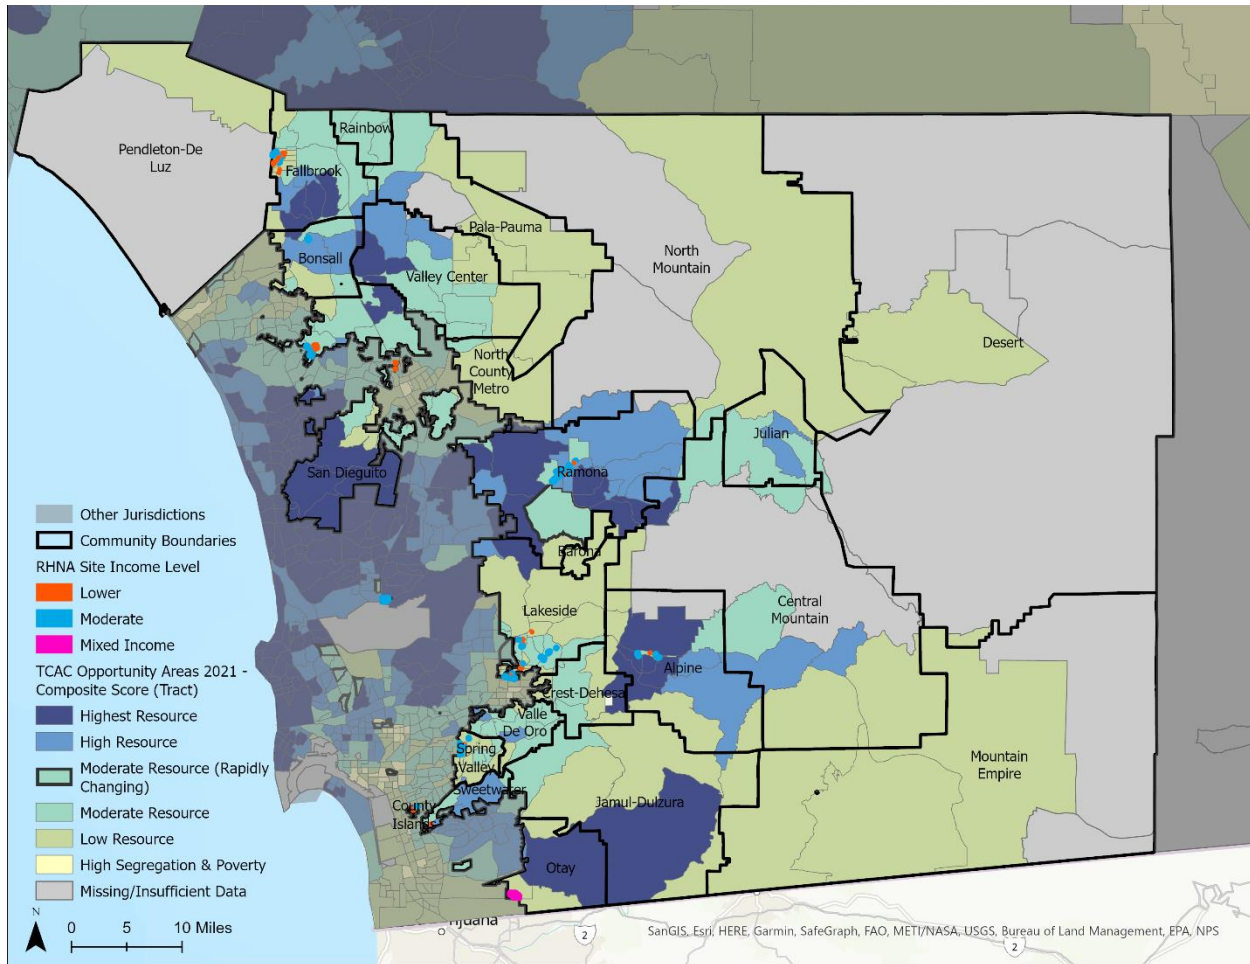 Pendleton-De
Luz
Rainbow
Fallbrook
Pala-Pauma
North
Mountain
Bonsall
Valley Center
Desert
North
County
Metro
Julian
San Dieguito
Ramona
Barona
Lakeside
Central
Mountain
Alpine
Crest-Dehesa
Valle
De Oro
Spring
Valley
Mountain
Empire
Sweetwater
Jamul-Dulzura
County
Islands
Otay
Other Jurisdictions
Community Boundaries
RHNA Site Income Level
Lower
Moderate
Mixed Income
TCAC Opportunity Areas 2021 -
Composite Score (Tract)
Highest Resource
High Resource
Moderate Resource (Rapidly
Changing)
Moderate Resource
Low Resource
High Segregation & Poverty
Missing/Insufficient Data
N
0 5 10 Miles
2
2
SanGIS, Esri, HERE, Garmin, SafeGraph, FAO, METI/NASA, USGS, Bureau of Land Management, EPA, NPS